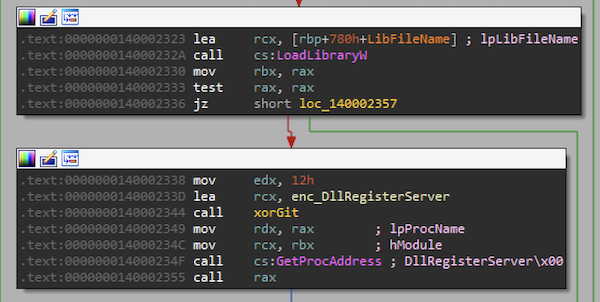 .text:0000000140002323 lea rcx, [rbp+780h+LibFileName] ; lpLibFileName
.text:000000014000232A call cs:LoadLibraryW
.text:0000000140002330 mov rbx, rax
.text:0000000140002333 test rax, rax
.text:0000000140002336 jz short loc_140002357
.text:0000000140002338 mov edx, 12h
.text:000000014000233D lea rcx, enc_DllRegisterServer
.text:0000000140002344 call xorGit
.text:0000000140002349 mov rdx, rax ; lpProcName
.text:000000014000234C mov rcx, rbx ; hModule
.text:000000014000234F call cs:GetProcAddress ; DllRegisterServer\x00
.text:0000000140002355 call rax